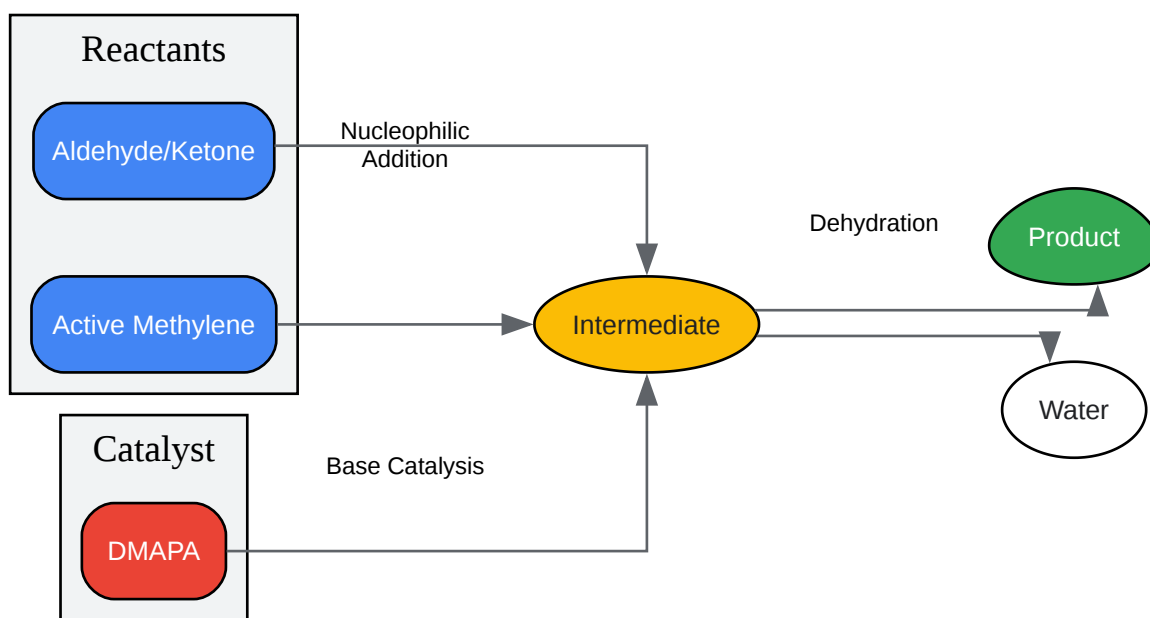 Reactants
Aldehyde/Ketone
Nucleophilic
Addition
Active Methylene
Intermediate
Dehydration
Product
Water
Catalyst
Base Catalysis
DMAPA